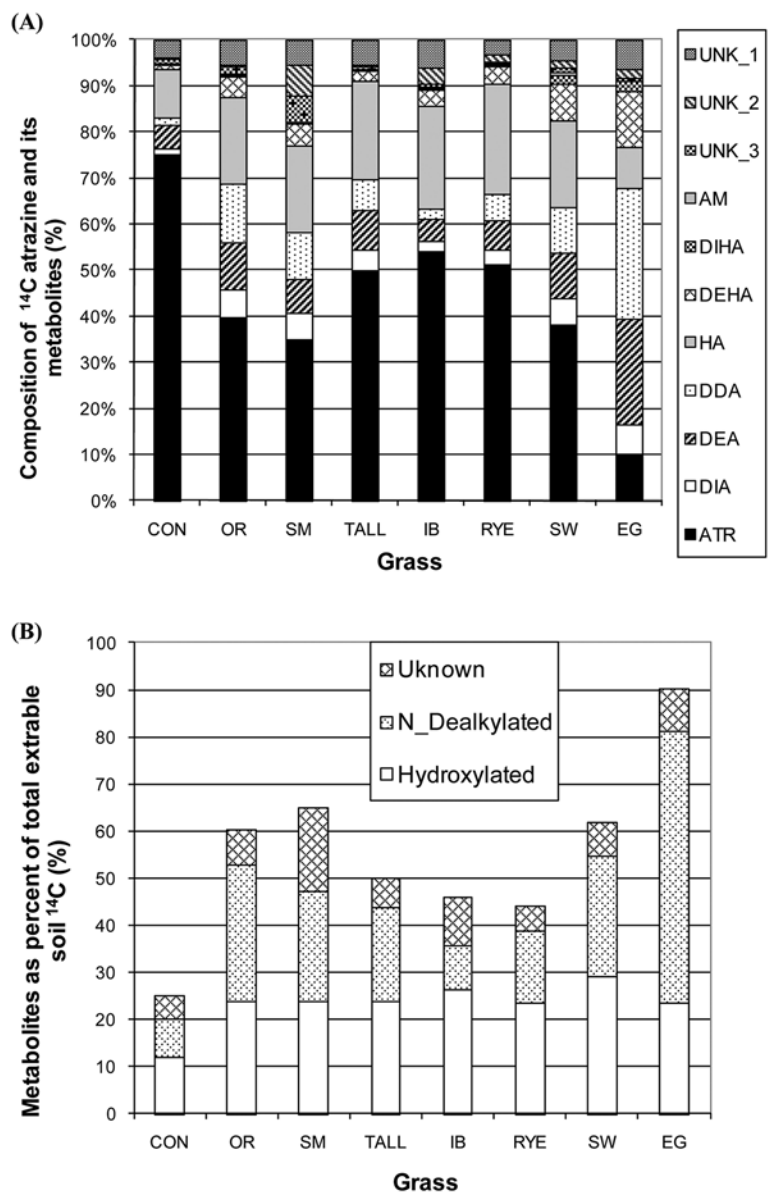 (A)
Composition of ¹⁴C atrazine and its
metabolites (%)
100%
90%
80%
70%
60%
50%
40%
30%
20%
10%
0%
CON OR SM TALL IB RYE SW EG
Grass
UNK_1
UNK_2
UNK_3
AM
DIHA
DEHA
HA
DDA
DEA
DIA
ATR
(B)
Metabolites as percent of total extrable
soil ¹⁴C (%)
100
90
80
70
60
50
40
30
20
10
0
Uknown
N_Dealkylated
Hydroxylated
CON OR SM TALL IB RYE SW EG
Grass